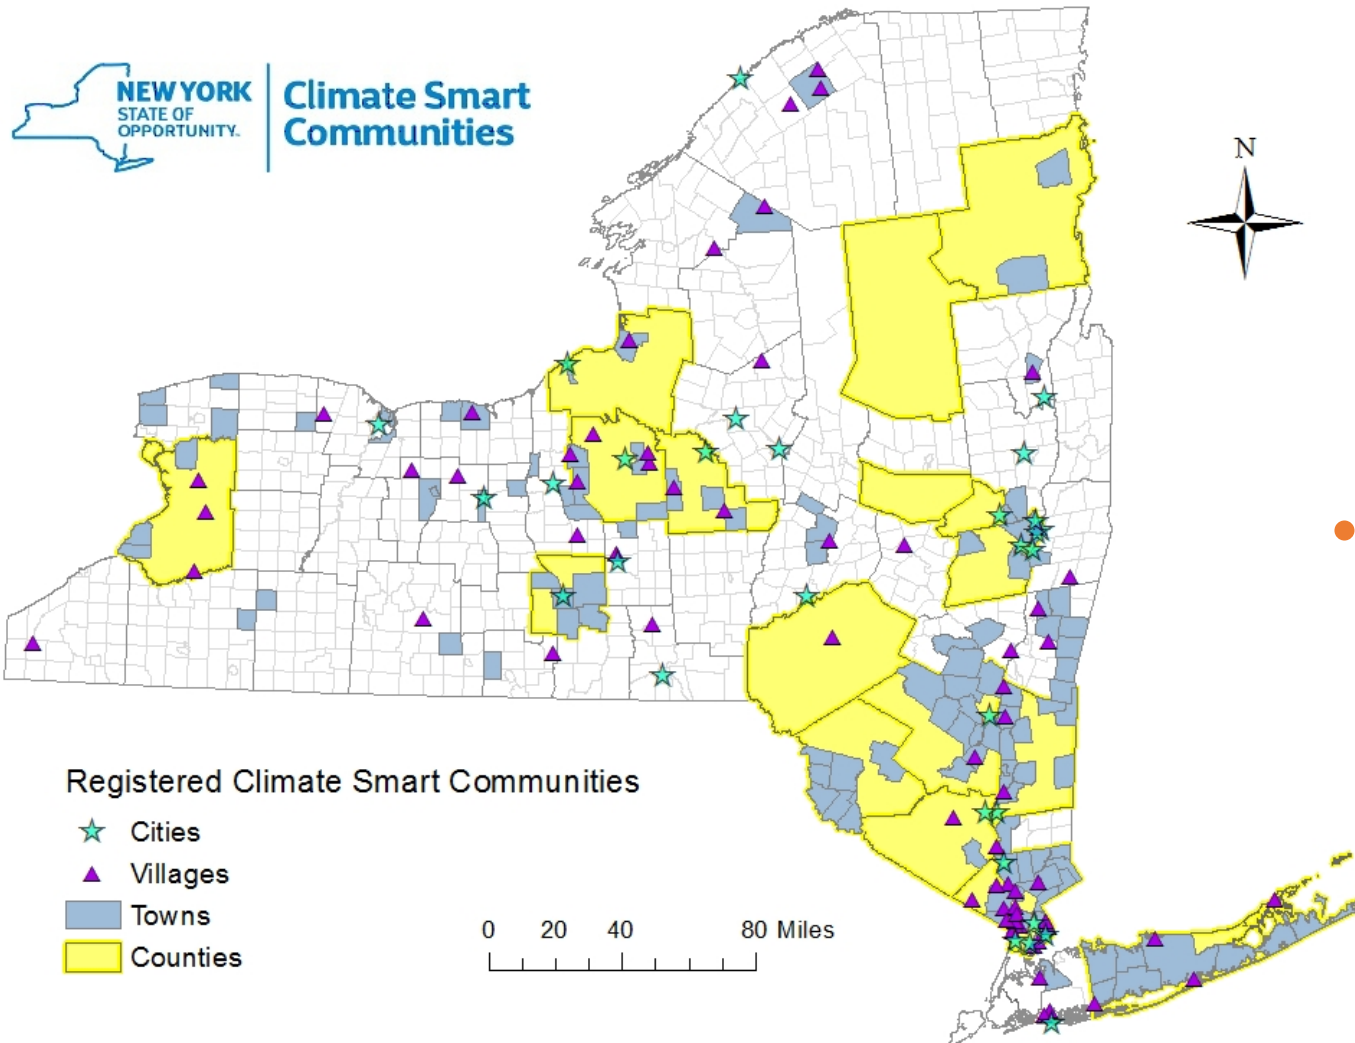 NEW YORK
STATE OF
OPPORTUNITY.
Climate Smart
Communities
N
Registered Climate Smart Communities
Cities
Villages
Towns
Counties
0 20 40 80 Miles